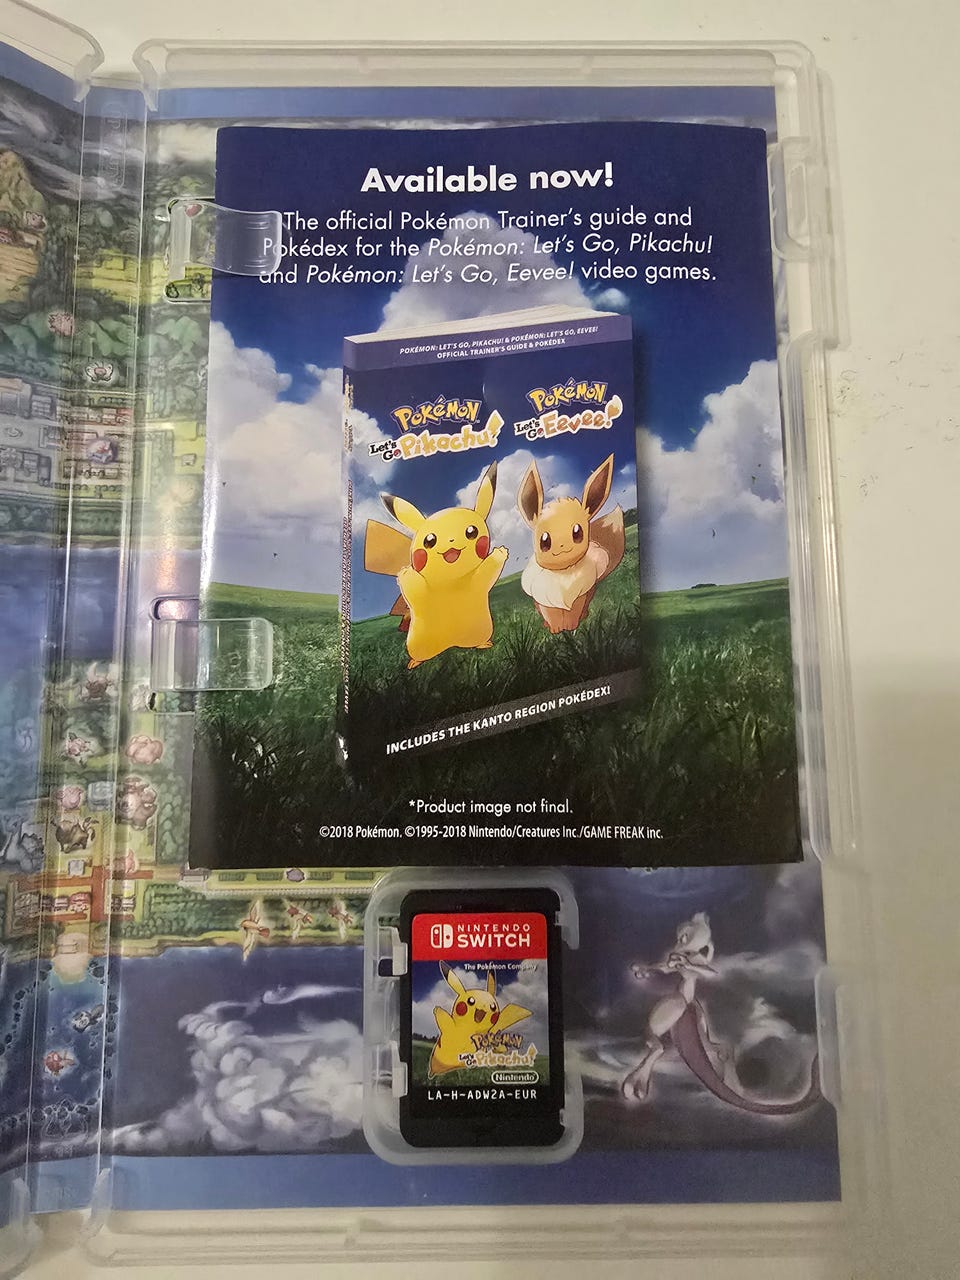 Available now!
The official Pokémon Trainer's guide and
Pokédex for the Pokémon: Let's Go, Pikachu!
and Pokémon: Let's Go, Eevee! video games.
POKÉMON: LET'S GO, PIKACHU! & POKÉMON: LET'S GO, EEVEE!
OFFICIAL TRAINER'S GUIDE & POKÉDEX
POKÉMON
Let's Go Pikachu!
POKÉMON
Let's Go Eevee!
INCLUDES THE KANTO REGION POKÉDEX!
*Product image not final.
©2018 Pokémon. ©1995-2018 Nintendo/Creatures Inc./GAME FREAK inc.
NINTENDO
SWITCH
The Pokémon Company
POKÉMON
Let's Go Pikachu!
Nintendo
LA-H-ADW2A-EUR